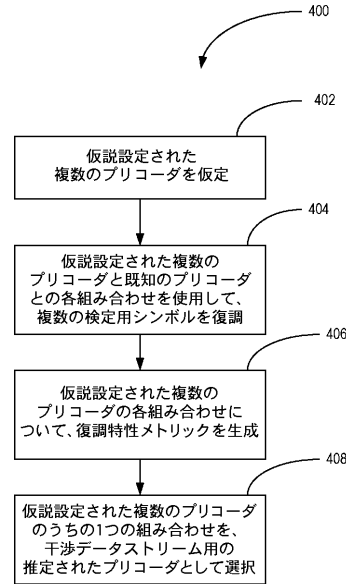 400
402
仮説設定された
複数のプリコーダを仮定
404
仮説設定された複数の
プリコーダと既知のプリコーダ
との各組み合わせを使用して、
複数の検定用シンボルを復調
406
仮説設定された複数の
プリコーダの各組み合わせに
ついて、復調特性メトリックを生成
408
仮説設定された複数のプリコーダ
のうちの1つの組み合わせを、
干渉データストリーム用の
推定されたプリコーダとして選択